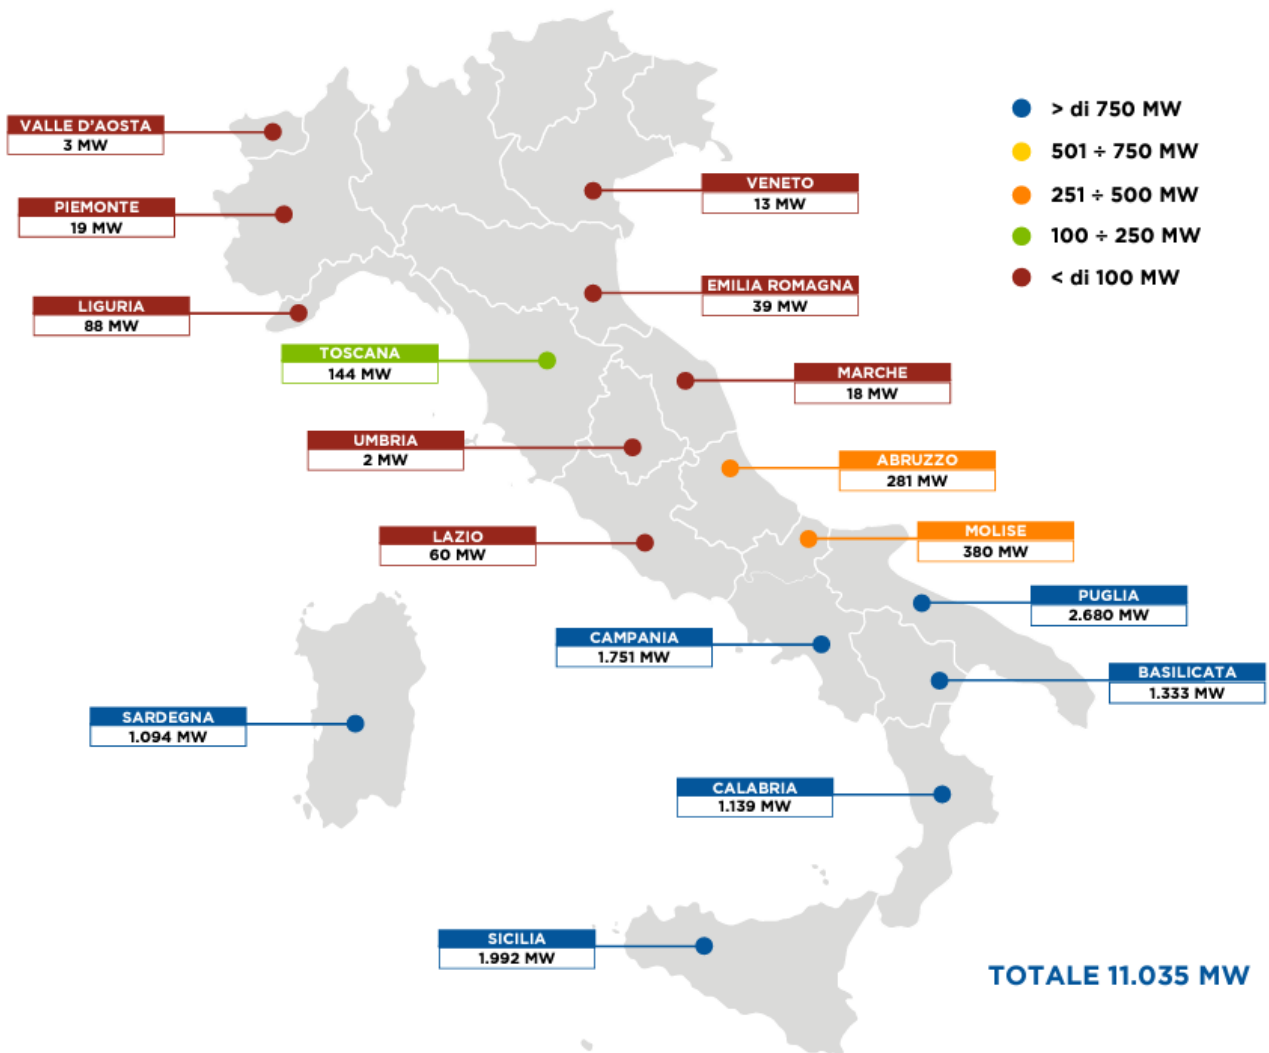 > di 750 MW
501 ÷ 750 MW
251 ÷ 500 MW
100 ÷ 250 MW
< di 100 MW
VALLE D'AOSTA
3 MW
VENETO
13 MW
PIEMONTE
19 MW
EMILIA ROMAGNA
39 MW
LIGURIA
88 MW
TOSCANA
144 MW
MARCHE
18 MW
UMBRIA
2 MW
ABRUZZO
281 MW
LAZIO
60 MW
MOLISE
380 MW
PUGLIA
2.680 MW
CAMPANIA
1.751 MW
BASILICATA
1.333 MW
SARDEGNA
1.094 MW
CALABRIA
1.139 MW
SICILIA
1.992 MW
TOTALE 11.035 MW